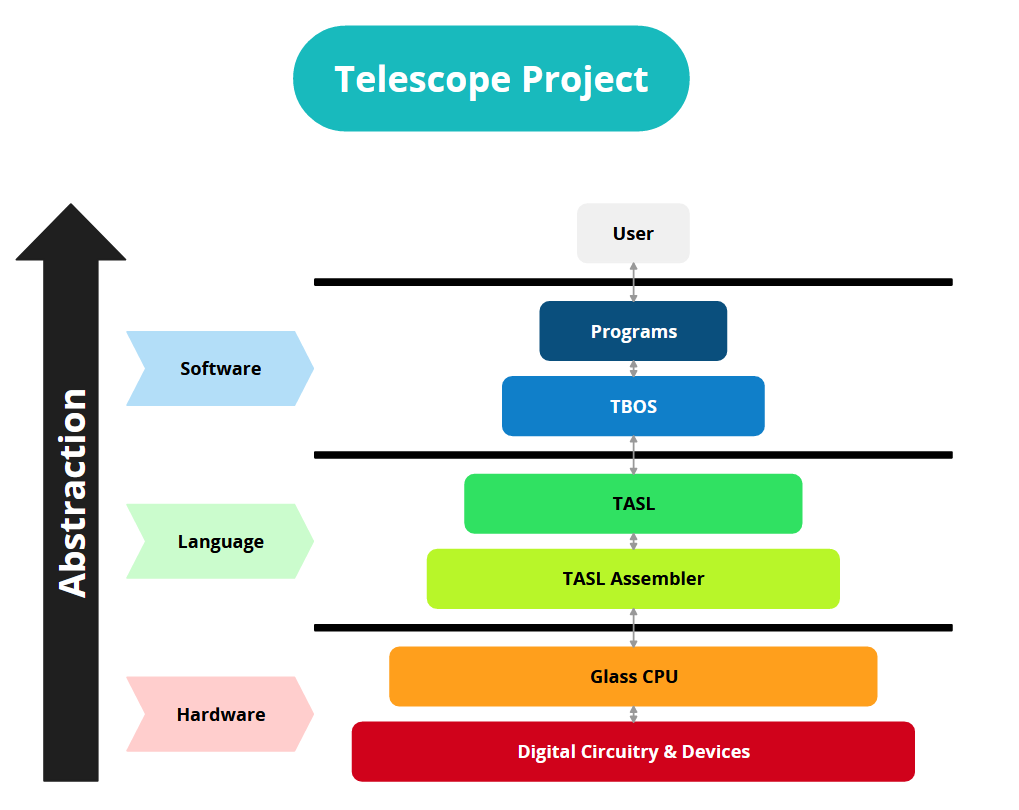 Telescope Project
Abstraction
User
Software
Programs
TBOS
Language
TASL
TASL Assembler
Hardware
Glass CPU
Digital Circuitry & Devices